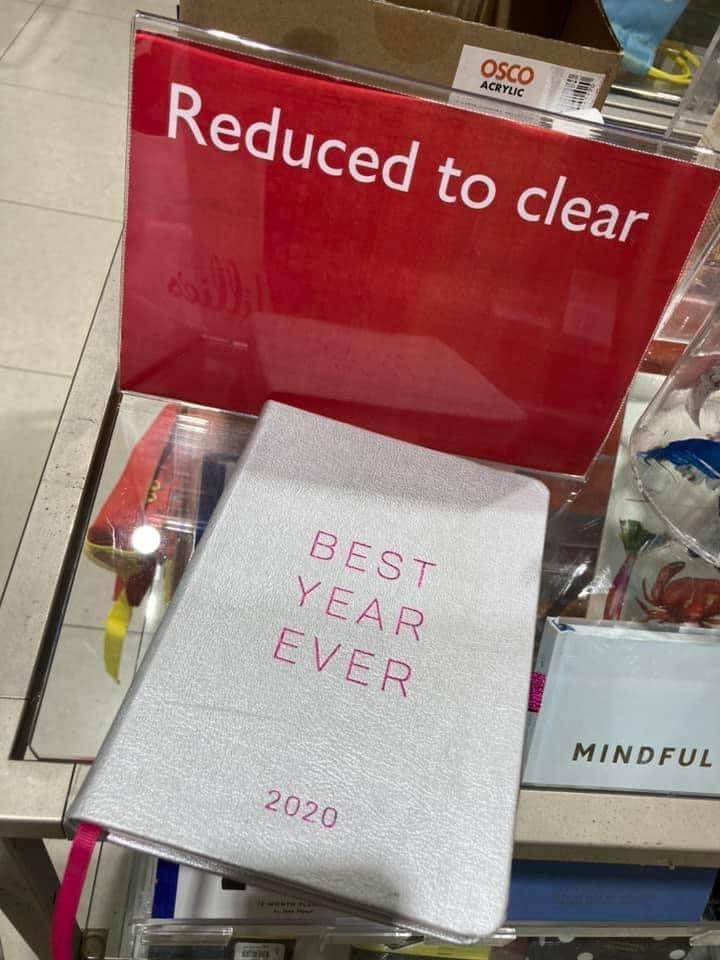 OSCO
ACRYLIC
Reduced to clear
BEST
YEAR
EVER
2020
MINDFUL